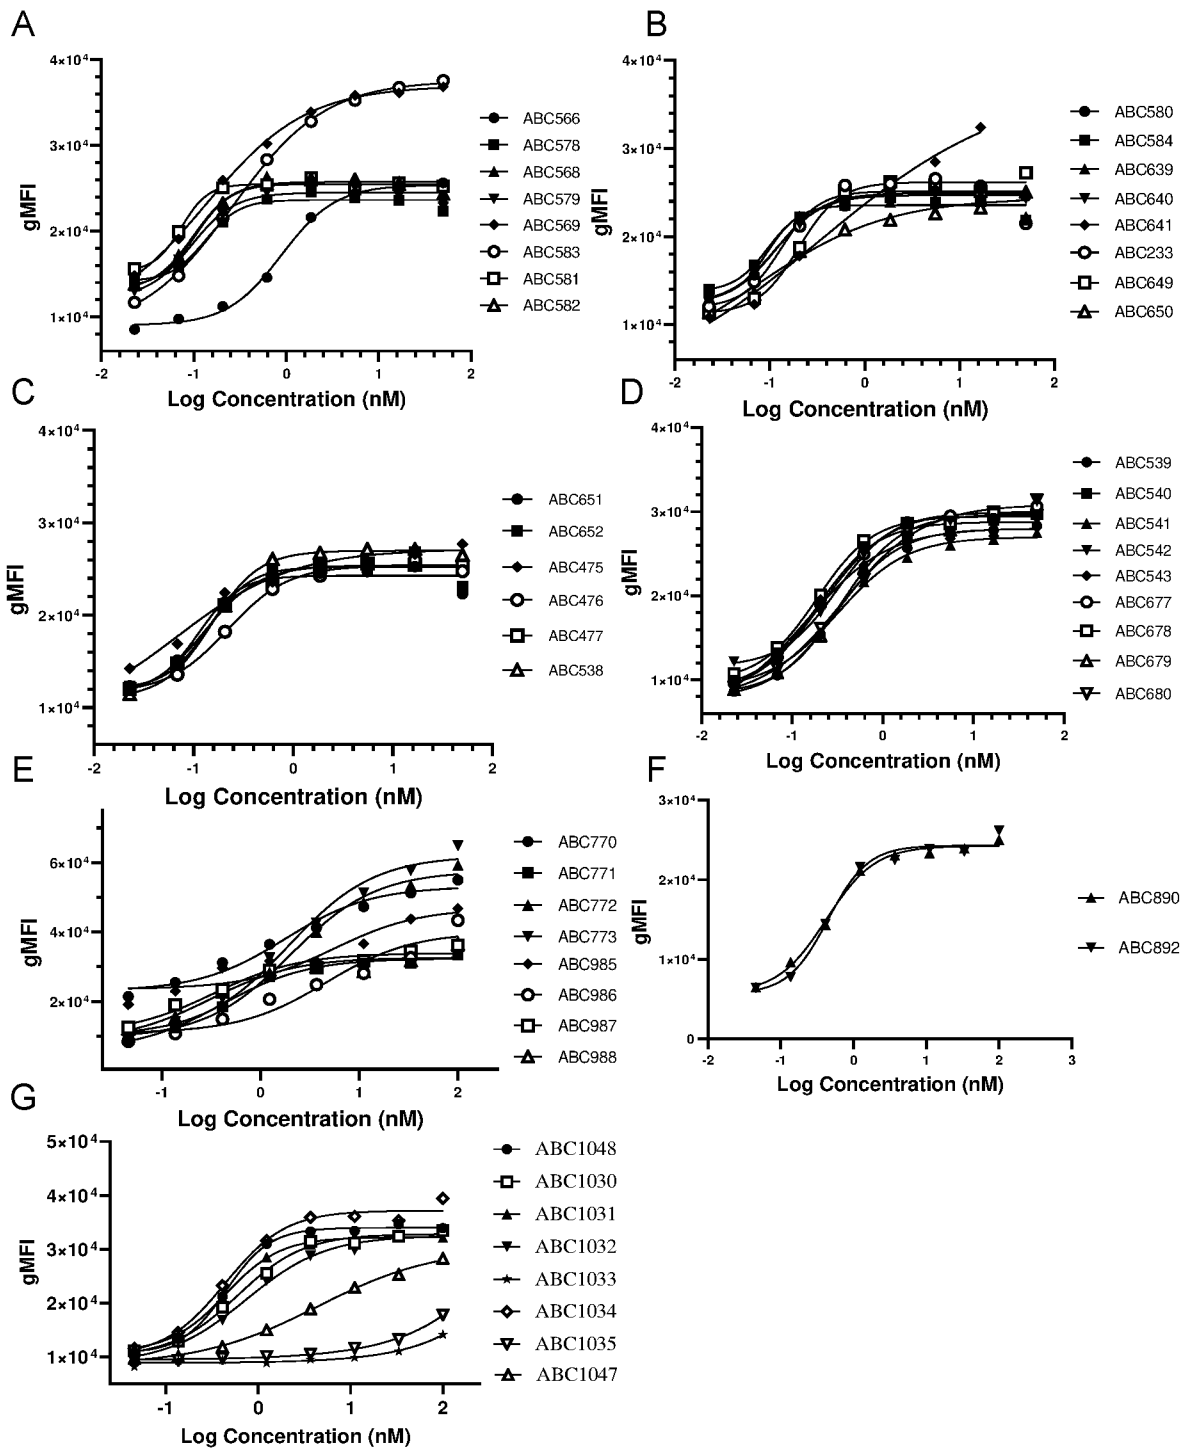 A
4×10⁴
3×10⁴
2×10⁴
1×10⁴
gMFI
-2
-1
0
1
2
Log Concentration (nM)
ABC566
ABC578
ABC568
ABC579
ABC569
ABC583
ABC581
ABC582
B
4×10⁴
3×10⁴
2×10⁴
1×10⁴
gMFI
-2
-1
0
1
2
Log Concentration (nM)
ABC580
ABC584
ABC639
ABC640
ABC641
ABC233
ABC649
ABC650
C
4×10⁴
3×10⁴
2×10⁴
1×10⁴
gMFI
-2
-1
0
1
2
Log Concentration (nM)
ABC651
ABC652
ABC475
ABC476
ABC477
ABC538
D
4×10⁴
3×10⁴
2×10⁴
1×10⁴
gMFI
-2
-1
0
1
2
Log Concentration (nM)
ABC539
ABC540
ABC541
ABC542
ABC543
ABC677
ABC678
ABC679
ABC680
E
6×10⁴
4×10⁴
2×10⁴
gMFI
-1
0
1
2
Log Concentration (nM)
ABC770
ABC771
ABC772
ABC773
ABC985
ABC986
ABC987
ABC988
F
3×10⁴
2×10⁴
1×10⁴
0
gMFI
-2
-1
0
1
2
3
Log Concentration (nM)
ABC890
ABC892
G
5×10⁴
4×10⁴
3×10⁴
2×10⁴
1×10⁴
gMFI
-1
0
1
2
Log Concentration (nM)
ABC1048
ABC1030
ABC1031
ABC1032
ABC1033
ABC1034
ABC1035
ABC1047